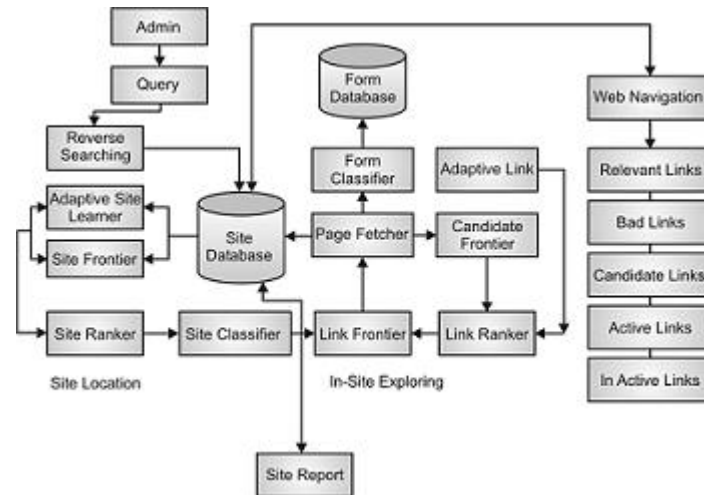 Admin
Query
Reverse
Searching
Adaptive Site
Learner
Site Frontier
Site Ranker
Site Classifier
Site Location
Site
Database
Form
Database
Form
Classifier
Page Fetcher
Link Frontier
Adaptive Link
Candidate
Frontier
Link Ranker
In-Site Exploring
Site Report
Web Navigation
Relevant Links
Bad Links
Candidate Links
Active Links
In Active Links